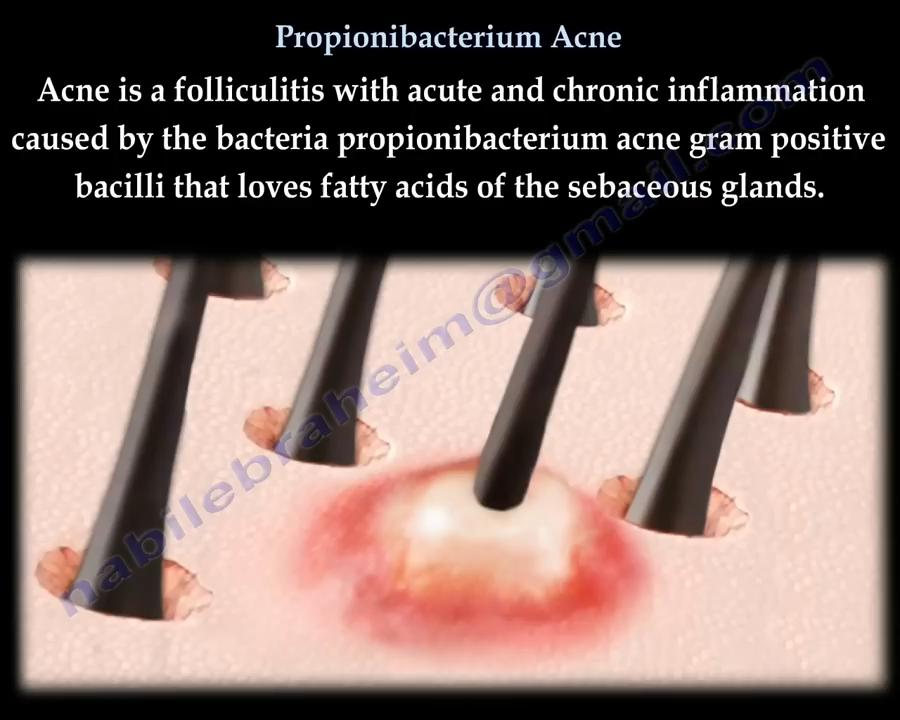 Propionibacterium Acne
Acne is a folliculitis with acute and chronic inflammation
caused by the bacteria propionibacterium acne gram positive
bacilli that loves fatty acids of the sebaceous glands.
nabilebraheim@gmail.com